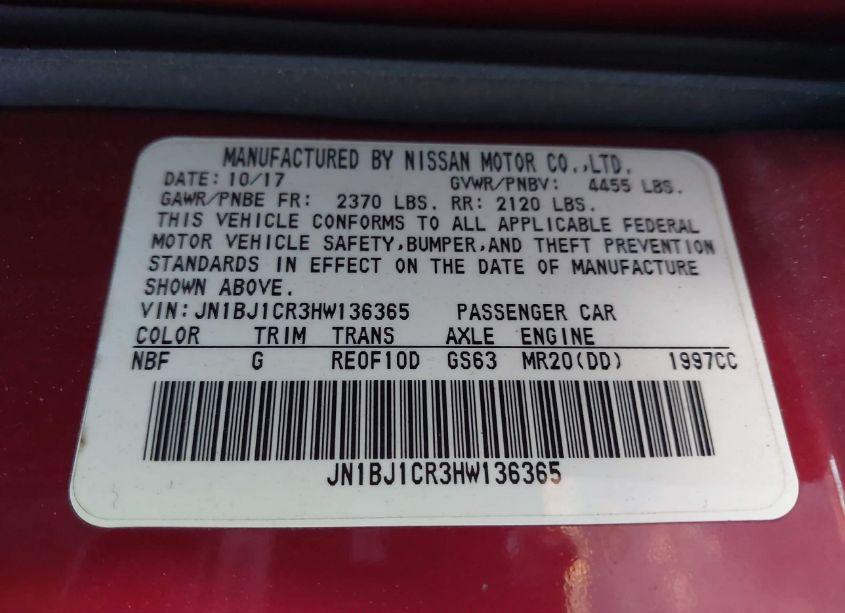 MANUFACTURED BY NISSAN MOTOR CO.,LTD.
DATE: 10/17 GVWR/PNBV: 4455 LBS.
GAWR/PNBE FR: 2370 LBS. RR: 2120 LBS.
THIS VEHICLE CONFORMS TO ALL APPLICABLE FEDERAL
MOTOR VEHICLE SAFETY,BUMPER,AND THEFT PREVENTION
STANDARDS IN EFFECT ON THE DATE OF MANUFACTURE
SHOWN ABOVE.
VIN: JN1BJ1CR3HW136365 PASSENGER CAR
COLOR TRIM TRANS AXLE ENGINE
NBF G RE0F10D GS63 MR20(DD) 1997CC
JN1BJ1CR3HW136365